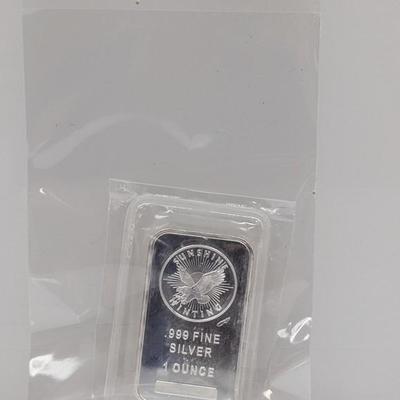 SUNSHINE
MINTING
.999 FINE
SILVER
1 OUNCE